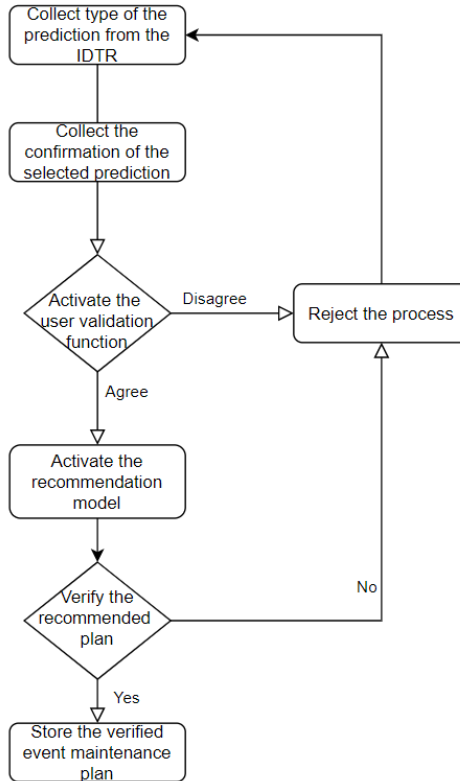 Collect type of the
prediction from the
IDTR
Collect the
confirmation of the
selected prediction
Activate the
user validation
function
Disagree
Reject the process
Agree
Activate the
recommendation
model
Verify the
recommended
plan
No
Yes
Store the verified
event maintenance
plan